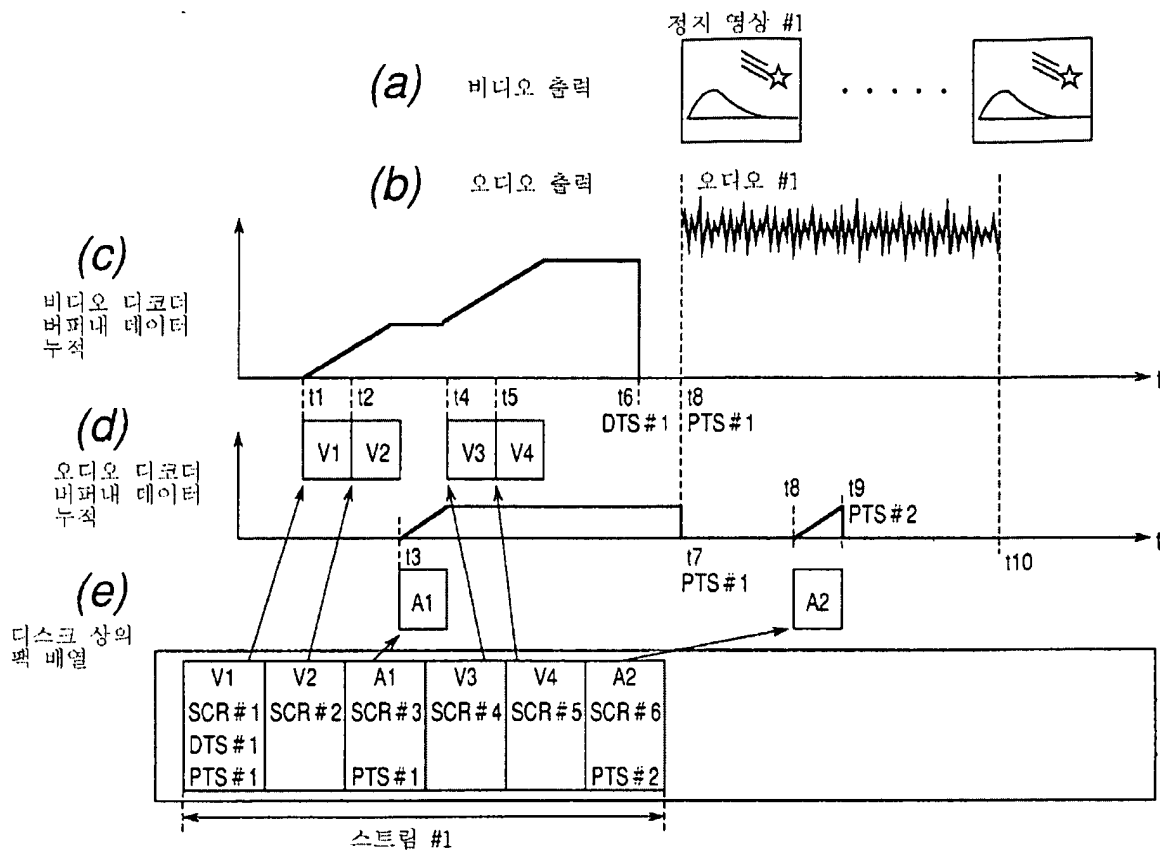 정지 영상 #1
(a) 비디오 출력
(b) 오디오 출력
오디오 #1
(c)
비디오 디코더
버퍼내 데이터
누적
t
t1 t2 t4 t5 t6 t8
DTS#1 PTS#1
V1 V2 V3 V4
(d)
오디오 디코더
버퍼내 데이터
누적
t8 t9
PTS#2
t
t3 t7 t10
PTS#1
A1 A2
(e)
디스크 상의
팩 배열
V1 V2 A1 V3 V4 A2
SCR#1 SCR#2 SCR#3 SCR#4 SCR#5 SCR#6
DTS#1
PTS#1 PTS#1 PTS#2
스트림 #1